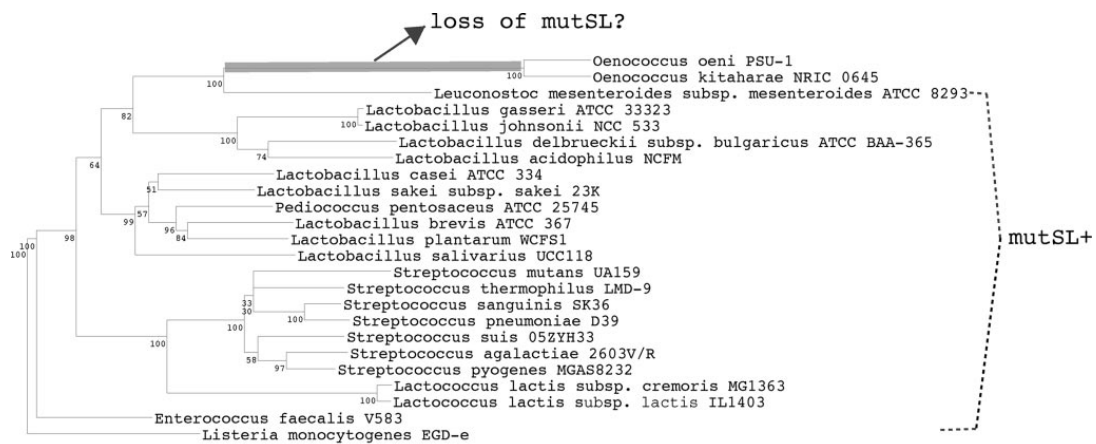 loss of mutSL?
Oenococcus oeni PSU-1
100
100
Oenococcus kitaharae NRIC 0645
Leuconostoc mesenteroides subsp. mesenteroides ATCC 8293
82
Lactobacillus gasseri ATCC 33323
100
Lactobacillus johnsonii NCC 533
100
Lactobacillus delbrueckii subsp. bulgaricus ATCC BAA-365
74
Lactobacillus acidophilus NCFM
64
Lactobacillus casei ATCC 334
51
Lactobacillus sakei subsp. sakei 23K
57
Pediococcus pentosaceus ATCC 25745
99
Lactobacillus brevis ATCC 367
96
84
Lactobacillus plantarum WCFS1
mutSL+
98
100
100
Lactobacillus salivarius UCC118
Streptococcus mutans UA159
Streptococcus thermophilus LMD-9
33
30
Streptococcus sanguinis SK36
100
Streptococcus pneumoniae D39
100
Streptococcus suis 05ZYH33
100
58
Streptococcus agalactiae 2603V/R
97
Streptococcus pyogenes MGAS8232
Lactococcus lactis subsp. cremoris MG1363
100
Lactococcus lactis subsp. lactis IL1403
Enterococcus faecalis V583
Listeria monocytogenes EGD-e